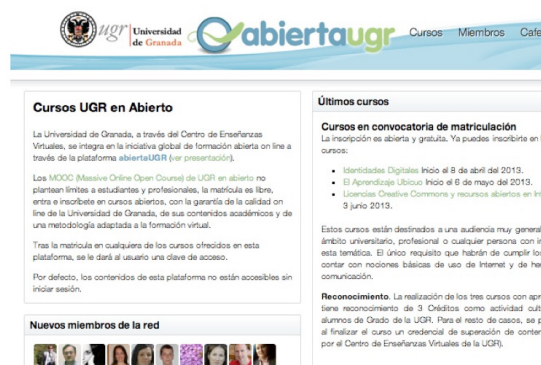 ugr Universidad de Granada
abiertaugr
Cursos Miembros Cafe
Cursos UGR en Abierto
La Universidad de Granada, a través del Centro de Enseñanzas
Virtuales, se integra en la iniciativa global de formación abierta on line a
través de la plataforma abiertaUGR (ver presentación).
Los MOOC (Massive Online Open Course) de UGR en abierto no
plantean límites a estudiantes y profesionales, la matrícula es libre,
entra e inscríbete en cursos abiertos, con la garantía de la calidad on
line de la Universidad de Granada, de sus contenidos académicos y de
una metodología adaptada a la formación virtual.
Tras la matrícula en cualquiera de los cursos ofrecidos en esta
plataforma, se le dará al usuario una clave de acceso.
Por defecto, los contenidos de esta plataforma no están accesibles sin
iniciar sesión.
Nuevos miembros de la red
Últimos cursos
Cursos en convocatoria de matriculación
La inscripción es abierta y gratuita. Ya puedes inscribirte en l
cursos:
Identidades Digitales Inicio el 8 de abril del 2013.
El Aprendizaje Ubicuo Inicio el 6 de mayo del 2013.
Licencias Creative Commons y recursos abiertos en Int
3 junio 2013.
Estos cursos están destinados a una audiencia muy general
ámbito universitario, profesional o cualquier persona con in
esta temática. El único requisito que habrán de cumplir los
contar con nociones básicas de uso de Internet y de her
comunicación.
Reconocimiento. La realización de los tres cursos con apr
tiene reconocimiento de 3 Créditos como actividad cult
alumnos de Grado de la UGR. Para el resto de casos, se p
al finalizar el curso un credencial de superación de conten
por el Centro de Enseñanzas Virtuales de la UGR).